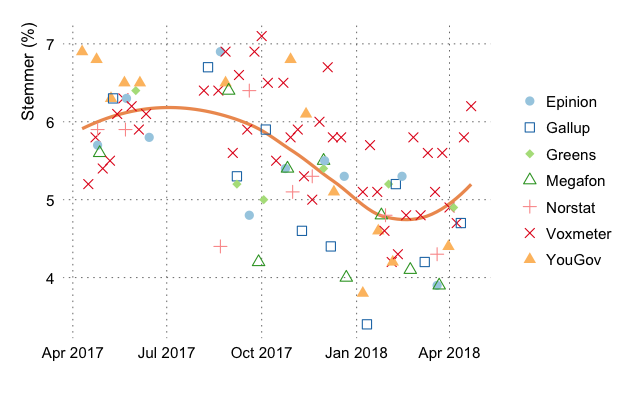 Stemmer (%)
7
6
5
4
Apr 2017
Jul 2017
Oct 2017
Jan 2018
Apr 2018
Epinion
Gallup
Greens
Megafon
Norstat
Voxmeter
YouGov